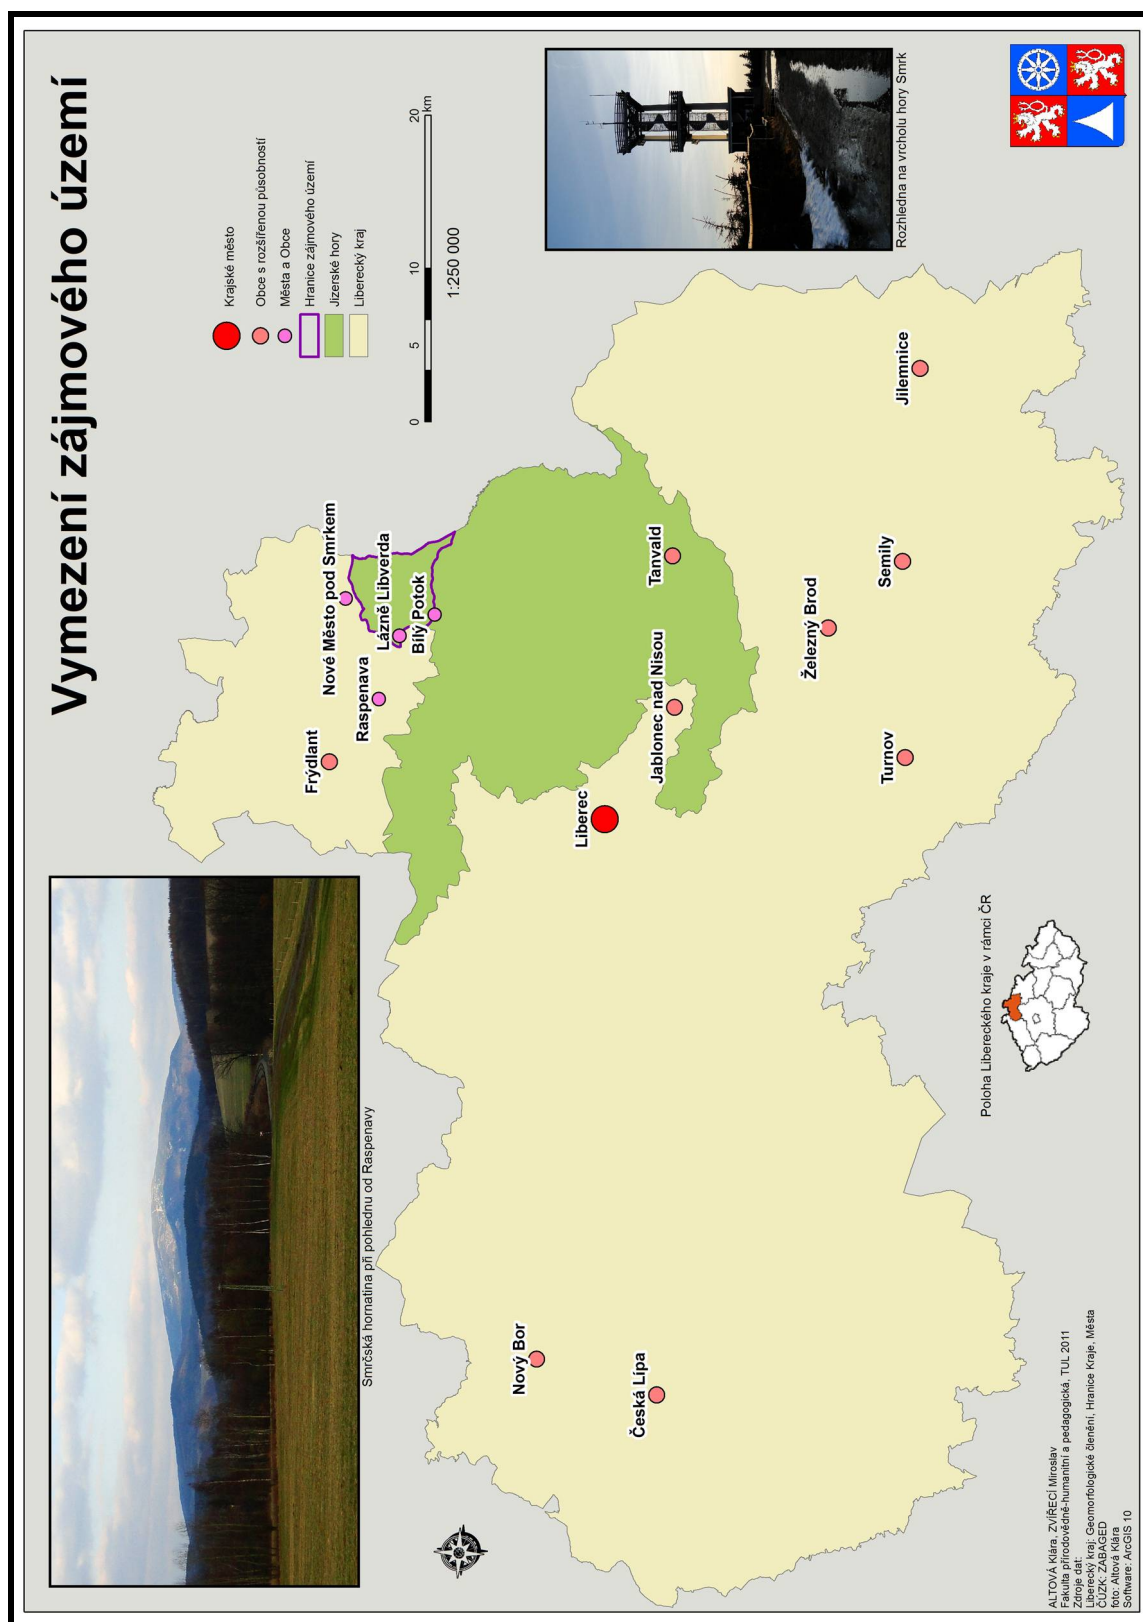 Vymezení zájmového území
Krajské město
Obce s rozšířenou působností
Města a Obce
Hranice zájmového území
Jizerské hory
Liberecký kraj
0 5 10 20
km
1:250 000
Smrčská hornatina při pohlednu od Raspenavy
Rozhledna na vrcholu hory Smrk
Nové Město pod Smrkem
Frýdlant
Raspenava
Lázně Libverda
Bílý Potok
Nový Bor
Liberec
Česká Lípa
Jablonec nad Nisou
Tanvald
Železný Brod
Turnov
Semily
Jilemnice
Poloha Libereckého kraje v rámci ČR
ALTOVÁ Klára, ZVÍŘECÍ Miroslav
Fakulta přírodovědně-humanitní a pedagogická, TUL 2011
Zdroje dat:
Liberecký kraj: Geomorfologické členění, Hranice Kraje, Města
ČÚZK: ZABAGED
foto: Altová Klára
Software: ArcGIS 10